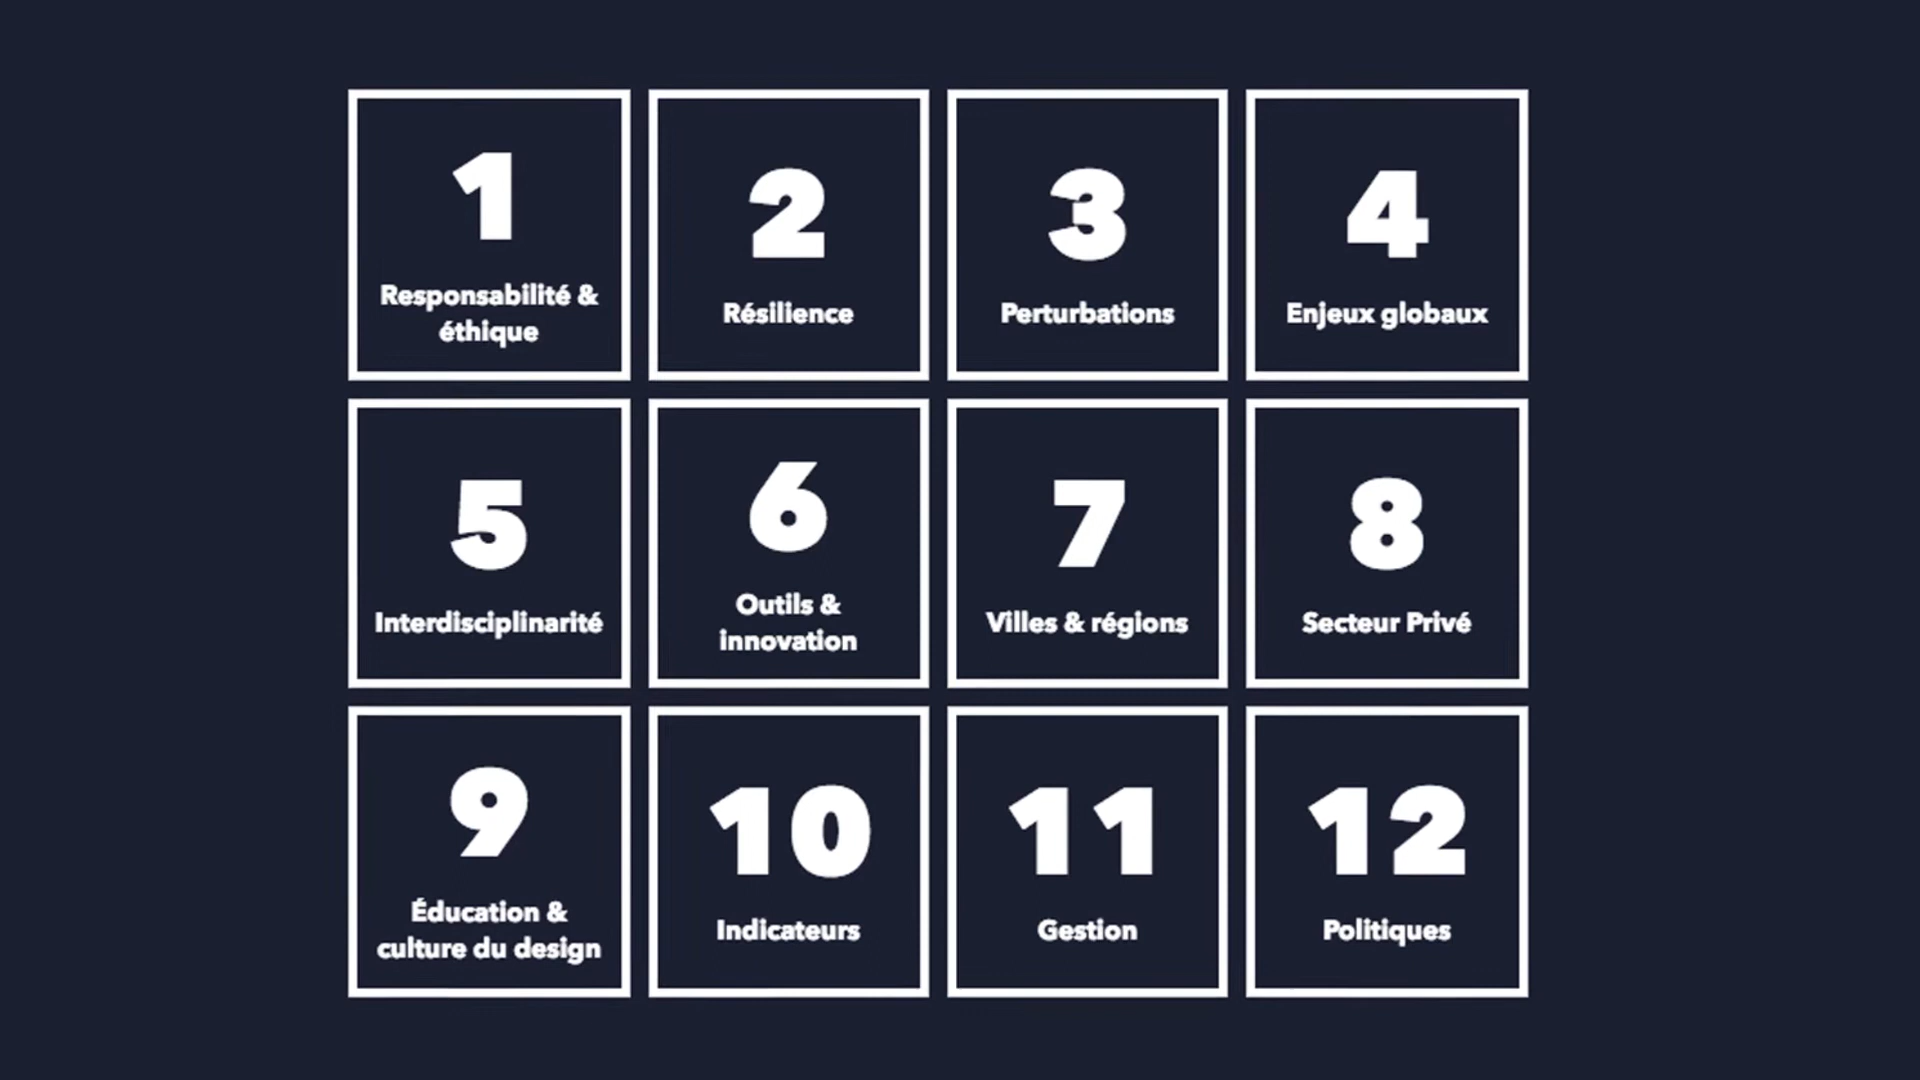 1
Responsabilité &
éthique
2
Résilience
3
Perturbations
4
Enjeux globaux
5
Interdisciplinarité
6
Outils &
innovation
7
Villes & régions
8
Secteur Privé
9
Éducation &
culture du design
10
Indicateurs
11
Gestion
12
Politiques